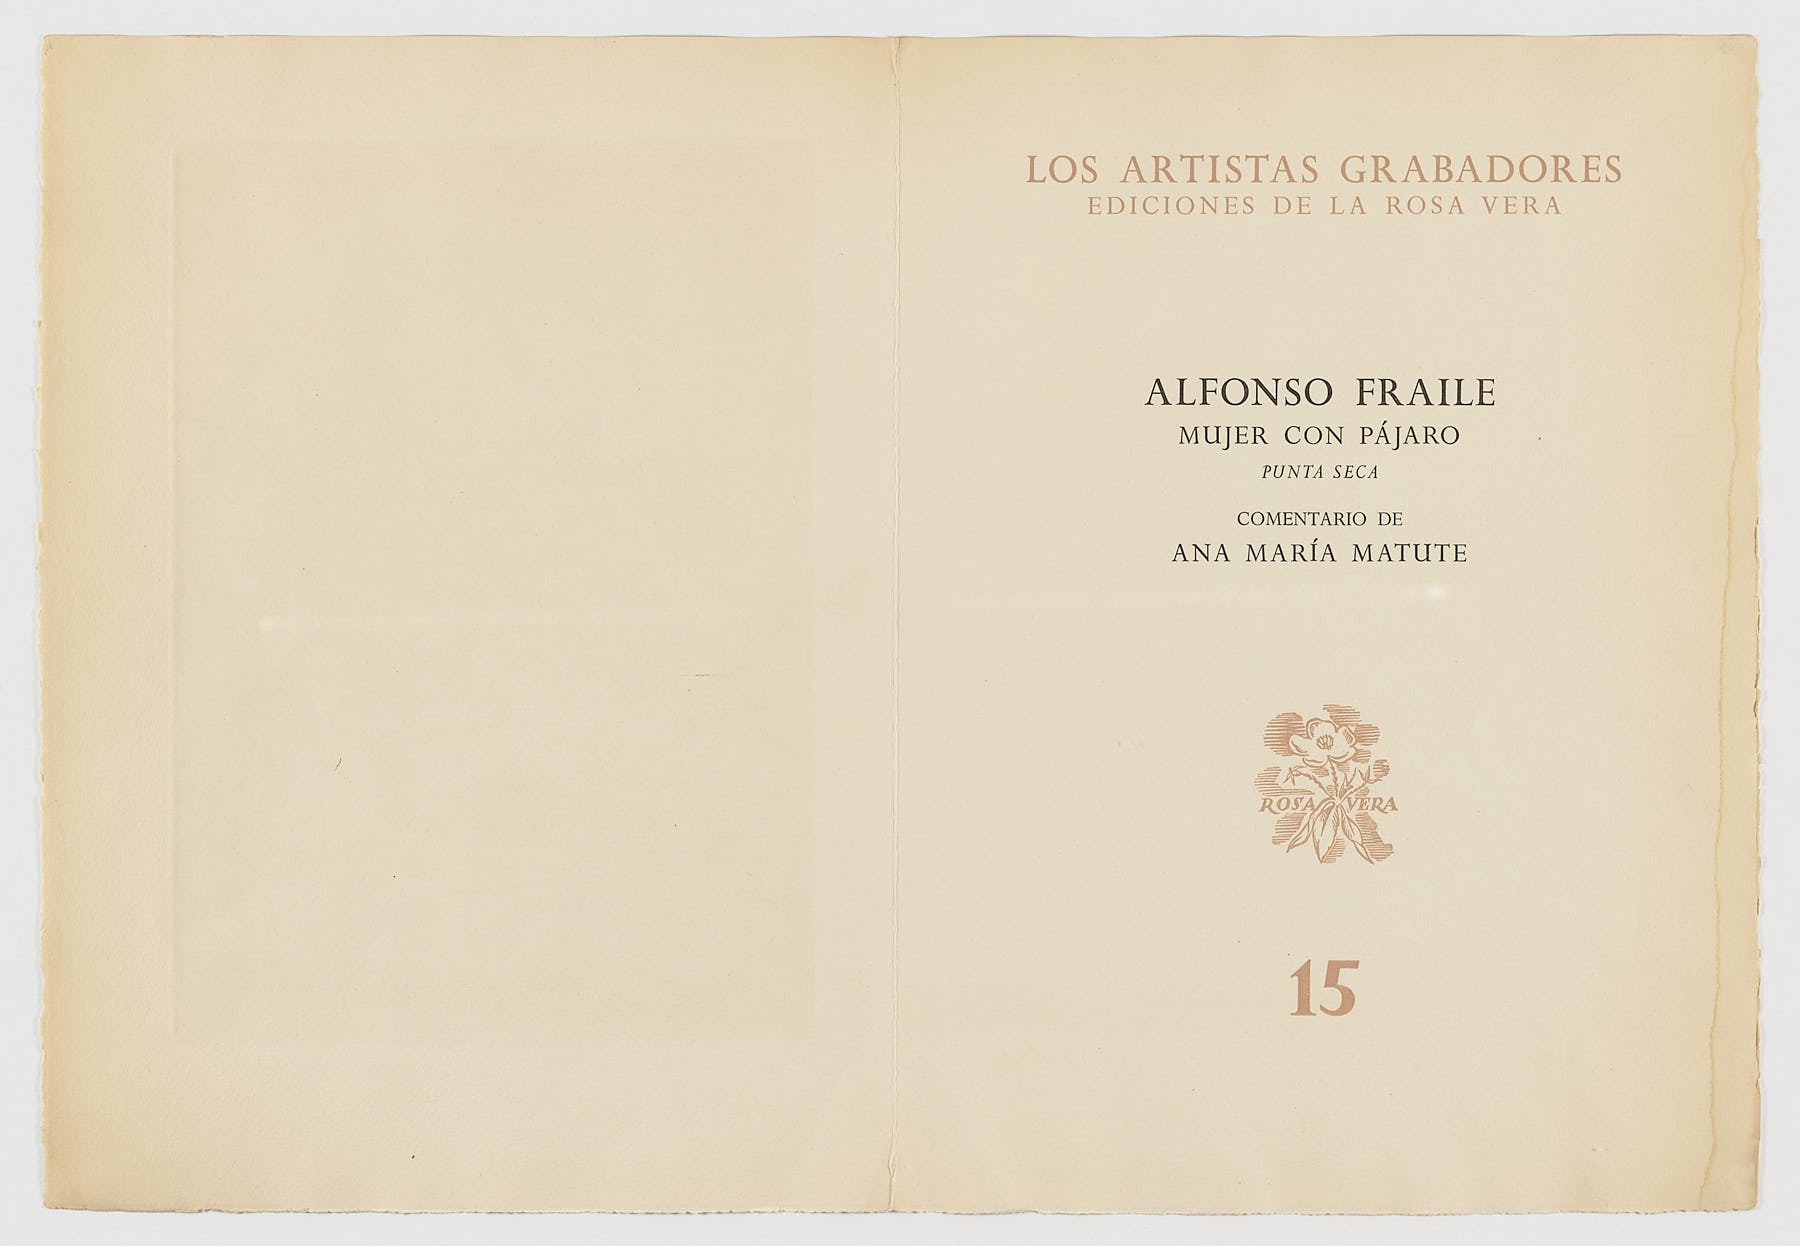 LOS ARTISTAS GRABADORES
EDICIONES DE LA ROSA VERA
ALFONSO FRAILE
MUJER CON PÁJARO
PUNTA SECA
COMENTARIO DE
ANA MARÍA MATUTE
ROSA VERA
15